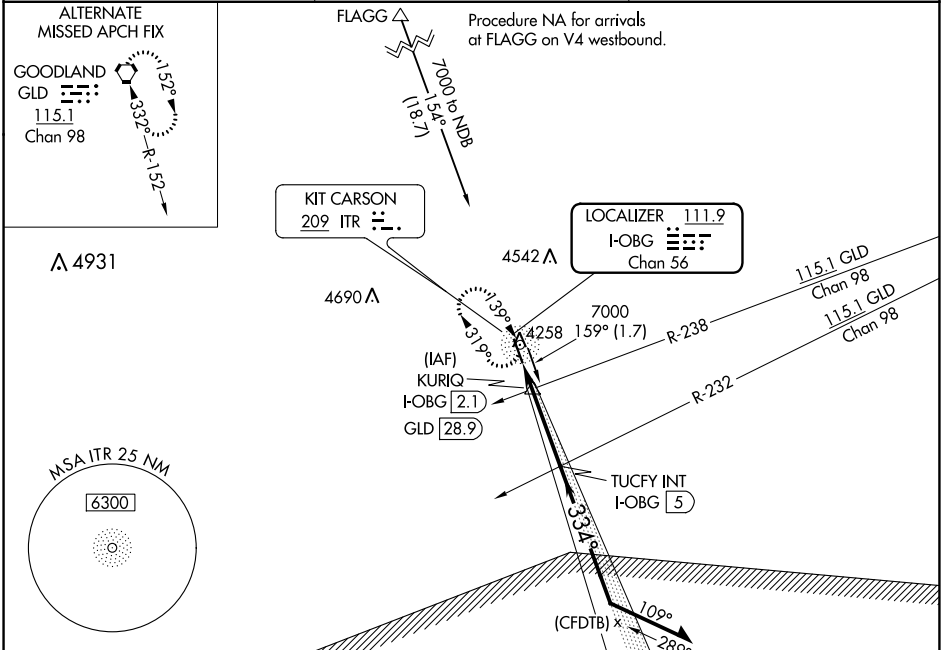 ALTERNATE
MISSED APCH FIX
GOODLAND
GLD
115.1
Chan 98
152°
332°
R-152
FLAGG
Procedure NA for arrivals
at FLAGG on V4 westbound.
7000 to NDB
154°
(18.7)
KIT CARSON
209 ITR
LOCALIZER 111.9
I-OBG
Chan 56
4931
4542
4690
4258
139°
319°
7000
159° (1.7)
115.1 GLD
Chan 98
R-238
115.1 GLD
Chan 98
R-232
(IAF)
KURIQ
I-OBG 2.1
GLD 28.9
TUCFY INT
I-OBG 5
334°
MSA ITR 25 NM
6300
(CFDTB) x
109°
289°